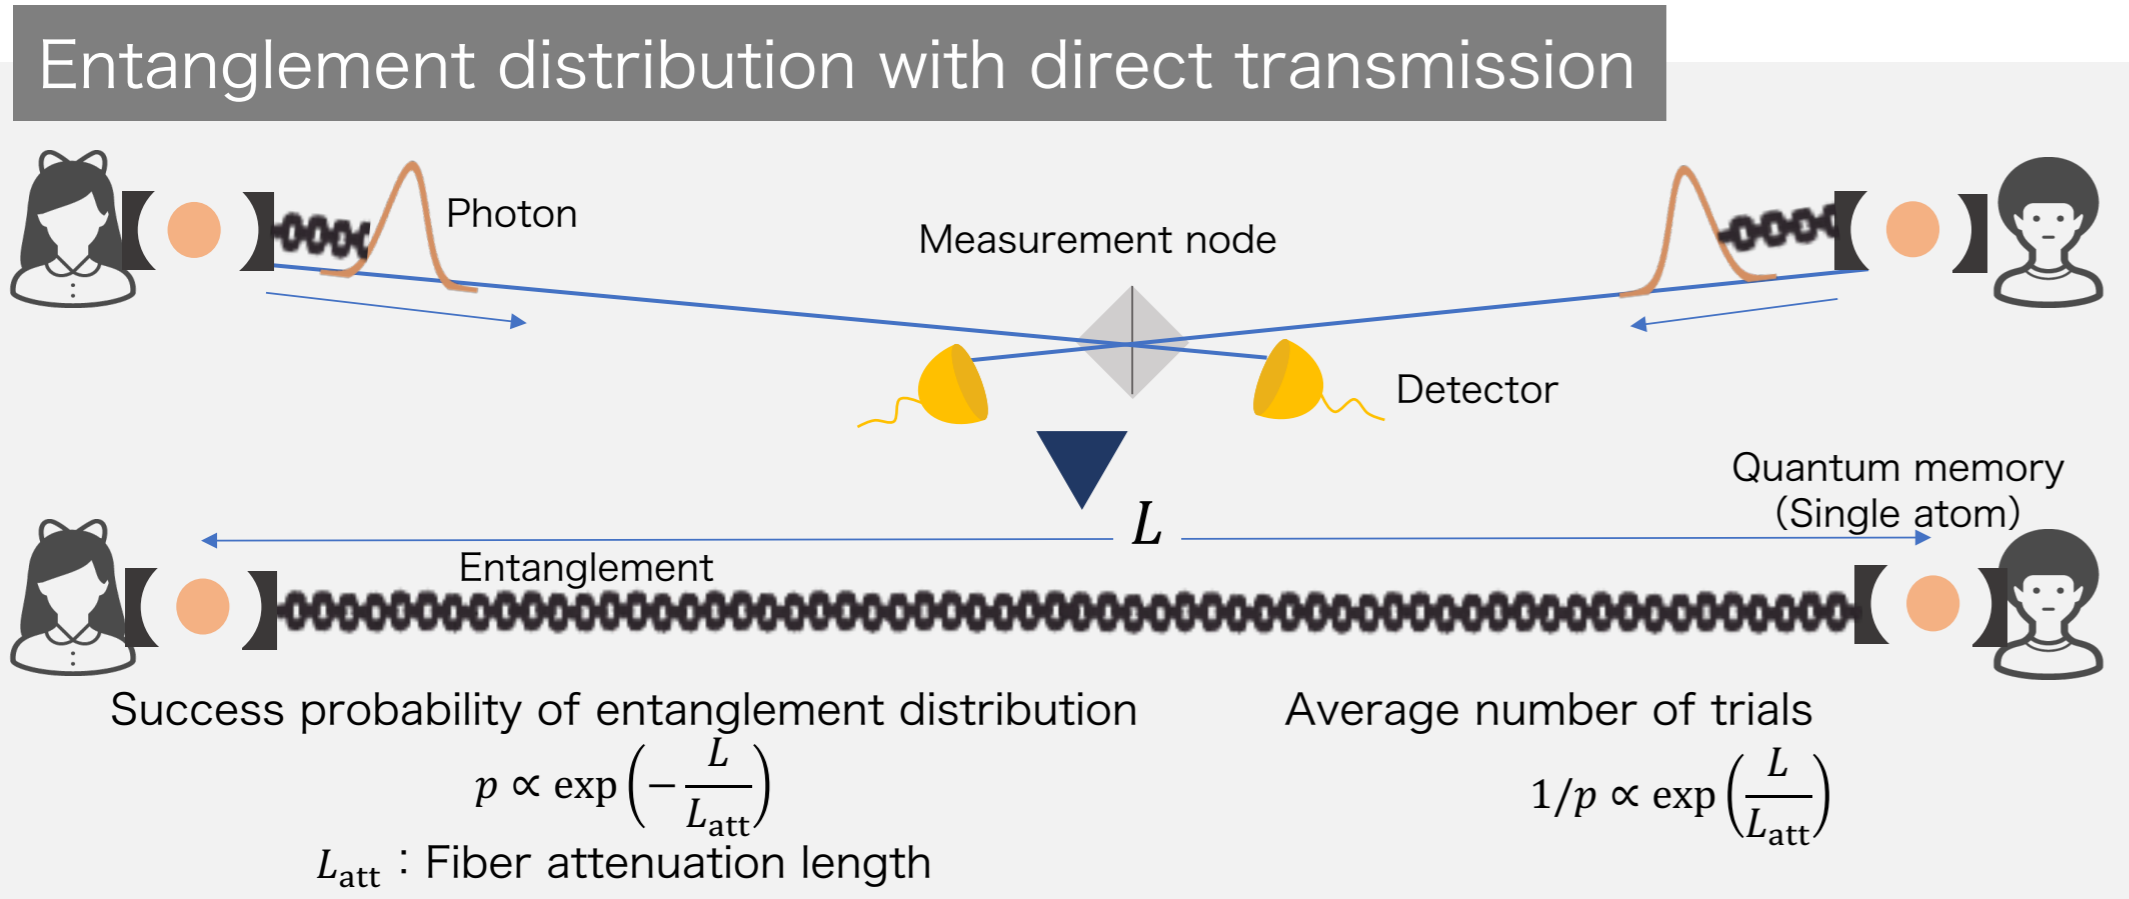 Entanglement distribution with direct transmission
Photon
Measurement node
Detector
Quantum memory
(Single atom)
L
Entanglement
Success probability of entanglement distribution
p ∝ exp(−L/L_att)
L_att : Fiber attenuation length
Average number of trials
1/p ∝ exp(L/L_att)